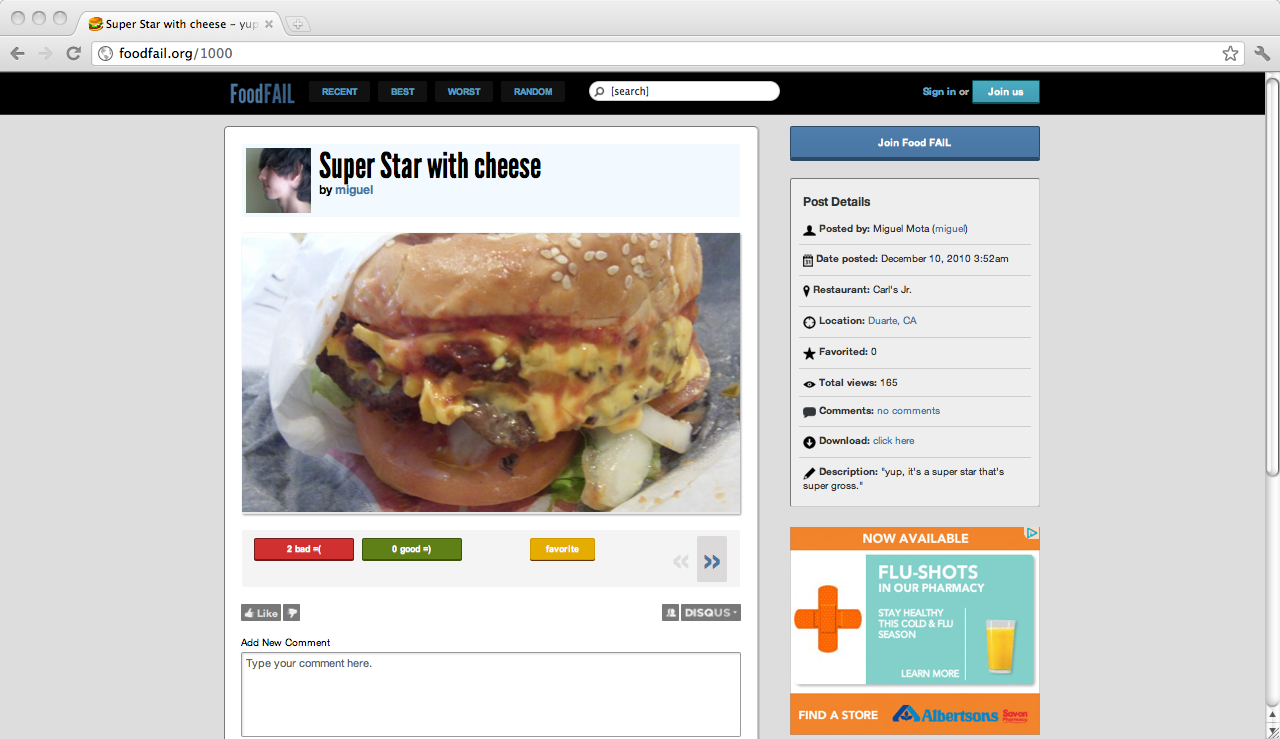 Super Star with cheese – yup
foodfail.org/1000
FoodFAIL
RECENT
BEST
WORST
RANDOM
[search]
Sign in or
Join us
Super Star with cheese
by miguel
2 bad =(
0 good =)
favorite
«
»
Like
DISQUS
Add New Comment
Type your comment here.
Join Food FAIL
Post Details
Posted by: Miguel Mota (miguel)
Date posted: December 10, 2010 3:52am
Restaurant: Carl's Jr.
Location: Duarte, CA
Favorited: 0
Total views: 165
Comments: no comments
Download: click here
Description: "yup, it's a super star that's
super gross."
NOW AVAILABLE
FLU-SHOTS
IN OUR PHARMACY
STAY HEALTHY
THIS COLD & FLU
SEASON
LEARN MORE
FIND A STORE
Albertsons
Savon
Pharmacy